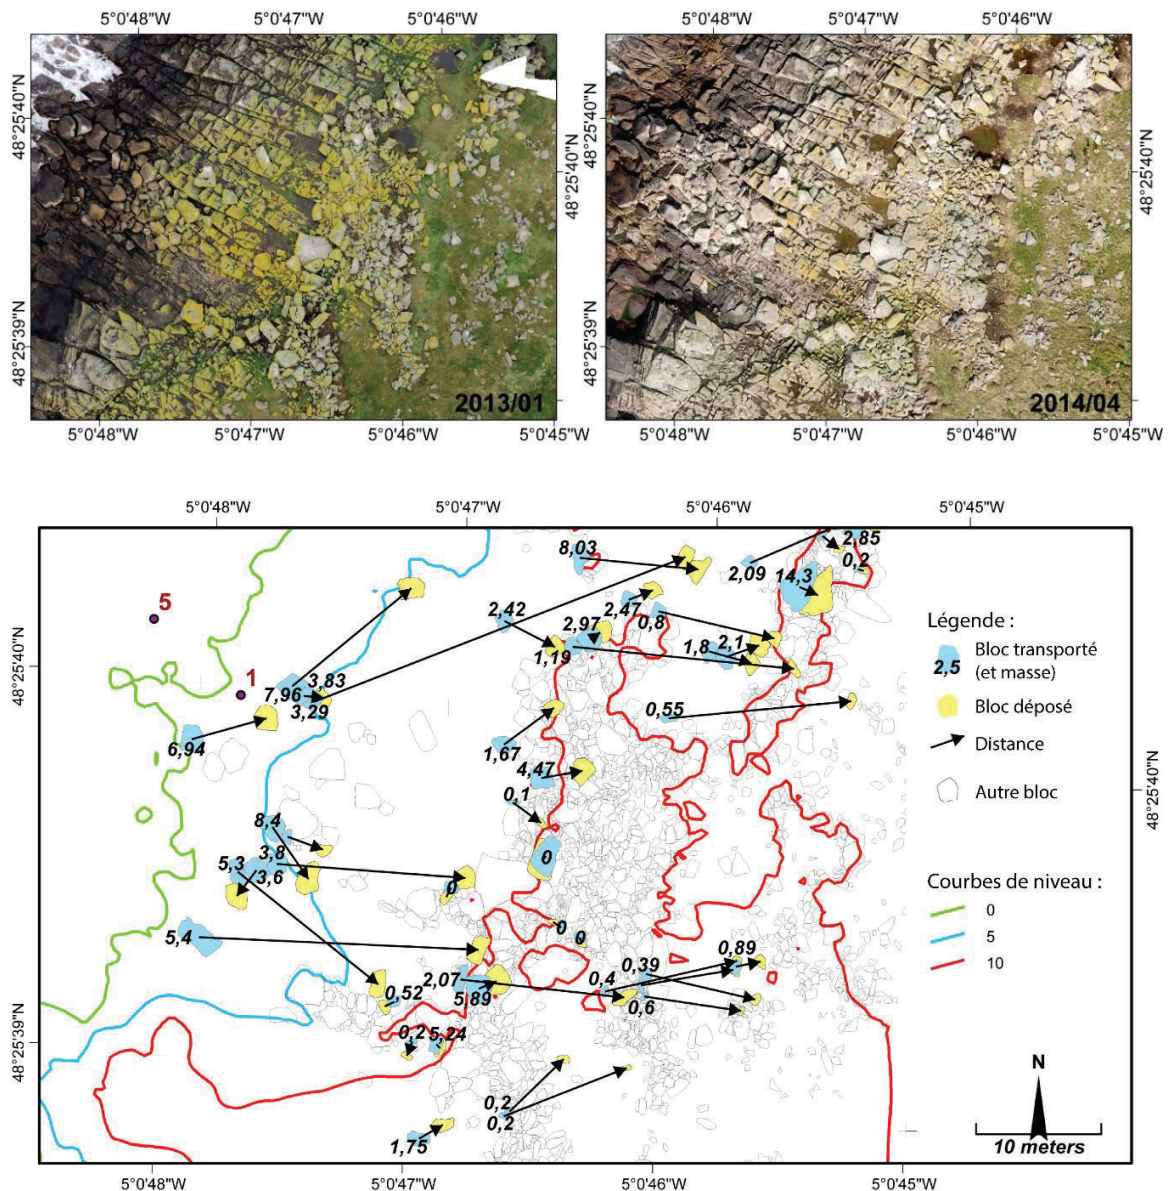 5°0'48"W 5°0'47"W 5°0'46"W 5°0'48"W 5°0'47"W 5°0'46"W
48°25'40"N
48°25'39"N
48°25'40"N
48°25'40"N
48°25'39"N
48°25'40"N
2013/01
2014/04
5°0'48"W 5°0'47"W 5°0'46"W 5°0'45"W 5°0'48"W 5°0'47"W 5°0'46"W 5°0'45"W
5°0'48"W 5°0'47"W 5°0'46"W 5°0'45"W
48°25'40"N
48°25'39"N
48°25'40"N
8,03
2,85
0,2
2,09
14,3
5
2,42
2,47
0,8
2,97
1,19
1,8
2,1
1
3,83
7,96
3,29
0,55
6,94
1,67
4,47
0,1
8,4
0
5,3
3,8
3,6
0
0
0
5,4
0,89
0,39
2,07
0,4
5,89
0,52
0,6
0,2
5,24
0,2
0,2
1,75
Légende :
Bloc transporté
2,5 (et masse)
Bloc déposé
Distance
Autre bloc
Courbes de niveau :
0
5
10
N
10 meters
5°0'48"W 5°0'47"W 5°0'46"W 5°0'45"W